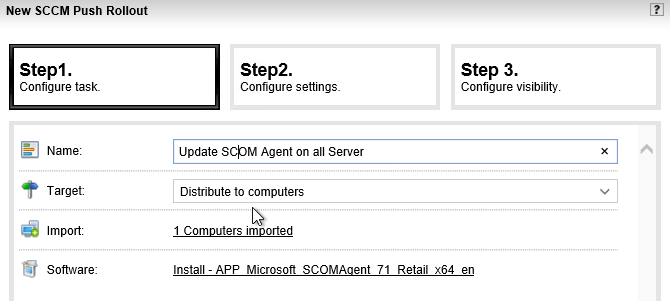 New SCCM Push Rollout
?
Step1.
Configure task.
Step2.
Configure settings.
Step 3.
Configure visibility.
Name: Update SCOM Agent on all Server ×
Target: Distribute to computers
Import: 1 Computers imported
Software: Install - APP_Microsoft_SCOMAgent_71_Retail_x64_en